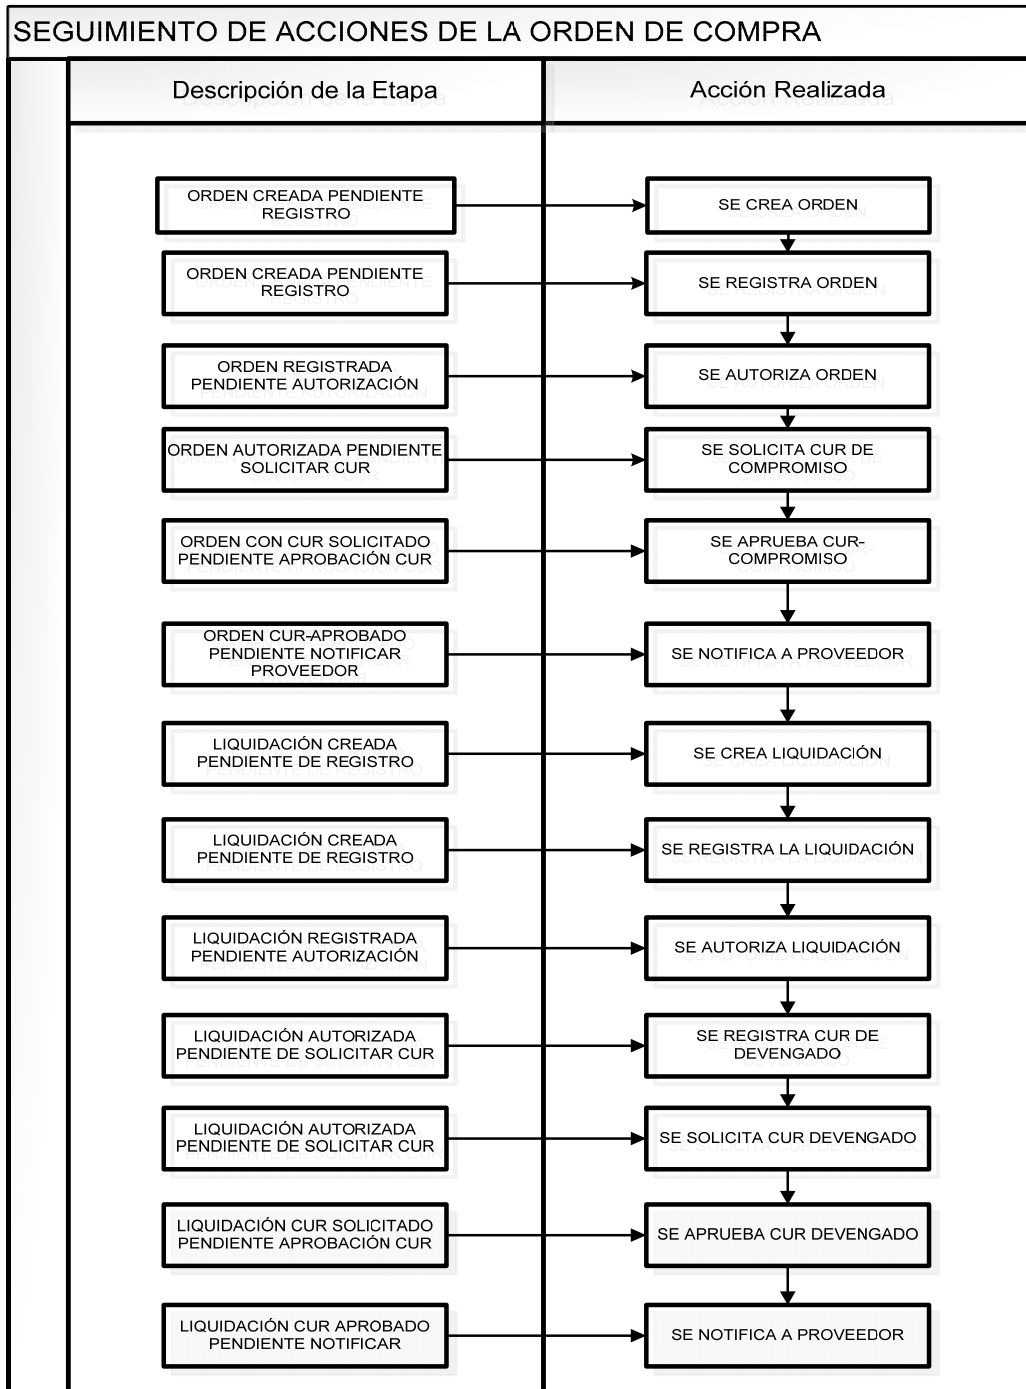 SEGUIMIENTO DE ACCIONES DE LA ORDEN DE COMPRA
Descripción de la Etapa
Acción Realizada
ORDEN CREADA PENDIENTE
REGISTRO
SE CREA ORDEN
ORDEN CREADA PENDIENTE
REGISTRO
SE REGISTRA ORDEN
ORDEN REGISTRADA
PENDIENTE AUTORIZACIÓN
SE AUTORIZA ORDEN
ORDEN AUTORIZADA PENDIENTE
SOLICITAR CUR
SE SOLICITA CUR DE
COMPROMISO
ORDEN CON CUR SOLICITADO
PENDIENTE APROBACIÓN CUR
SE APRUEBA CUR-
COMPROMISO
ORDEN CUR-APROBADO
PENDIENTE NOTIFICAR
PROVEEDOR
SE NOTIFICA A PROVEEDOR
LIQUIDACIÓN CREADA
PENDIENTE DE REGISTRO
SE CREA LIQUIDACIÓN
LIQUIDACIÓN CREADA
PENDIENTE DE REGISTRO
SE REGISTRA LA LIQUIDACIÓN
LIQUIDACIÓN REGISTRADA
PENDIENTE AUTORIZACIÓN
SE AUTORIZA LIQUIDACIÓN
LIQUIDACIÓN AUTORIZADA
PENDIENTE DE SOLICITAR CUR
SE REGISTRA CUR DE
DEVENGADO
LIQUIDACIÓN AUTORIZADA
PENDIENTE DE SOLICITAR CUR
SE SOLICITA CUR DEVENGADO
LIQUIDACIÓN CUR SOLICITADO
PENDIENTE APROBACIÓN CUR
SE APRUEBA CUR DEVENGADO
LIQUIDACIÓN CUR APROBADO
PENDIENTE NOTIFICAR
SE NOTIFICA A PROVEEDOR